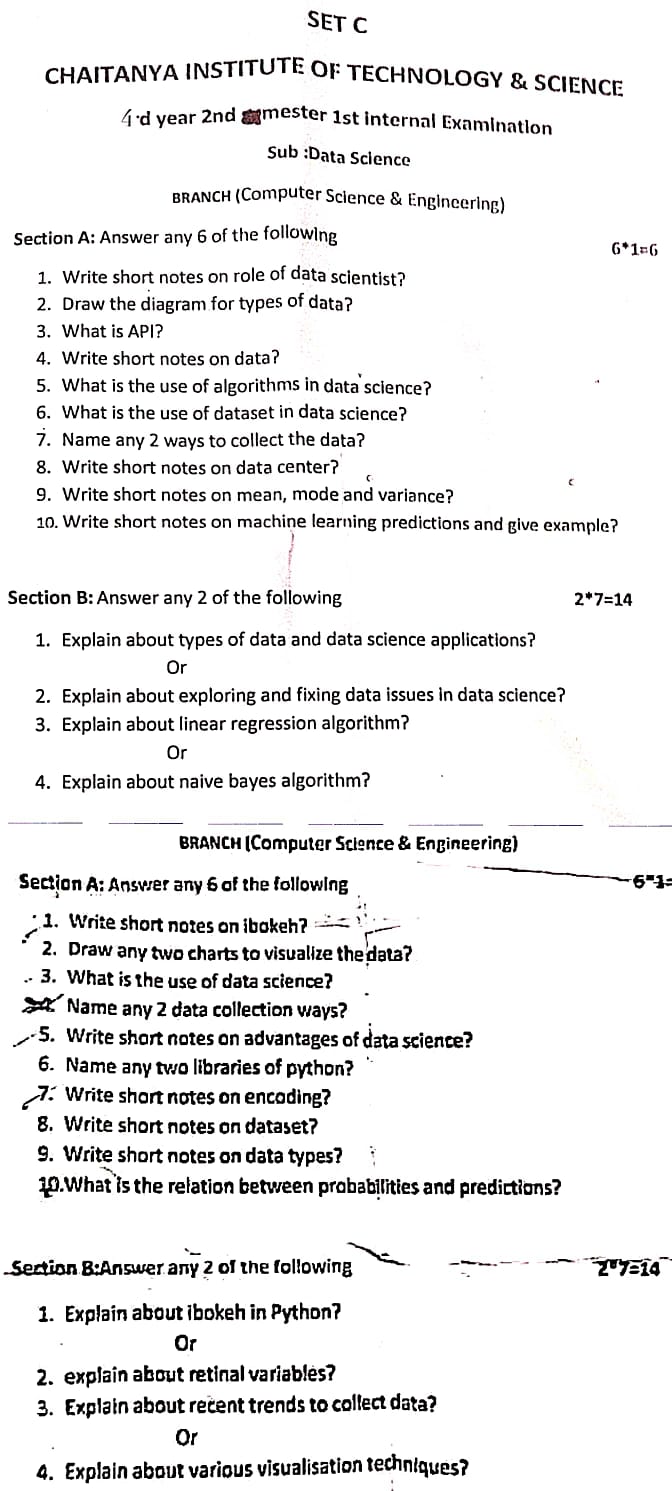 SET C
CHAITANYA INSTITUTE OF TECHNOLOGY & SCIENCE
4 d year 2nd mester 1st internal Examination
Sub :Data Science
BRANCH (Computer Science & Engineering)
Section A: Answer any 6 of the following 6*1=6
1. Write short notes on role of data scientist?
2. Draw the diagram for types of data?
3. What is API?
4. Write short notes on data?
5. What is the use of algorithms in data science?
6. What is the use of dataset in data science?
7. Name any 2 ways to collect the data?
8. Write short notes on data center?
9. Write short notes on mean, mode and variance?
10. Write short notes on machine learning predictions and give example?
Section B: Answer any 2 of the following 2*7=14
1. Explain about types of data and data science applications?
Or
2. Explain about exploring and fixing data issues in data science?
3. Explain about linear regression algorithm?
Or
4. Explain about naive bayes algorithm?
BRANCH (Computer Science & Engineering)
Section A: Answer any 6 of the following 6*1=
1. Write short notes on ibokeh?
2. Draw any two charts to visualize the data?
3. What is the use of data science?
Name any 2 data collection ways?
5. Write short notes on advantages of data science?
6. Name any two libraries of python?
7. Write short notes on encoding?
8. Write short notes on dataset?
9. Write short notes on data types?
10.What is the relation between probabilities and predictions?
Section B:Answer any 2 of the following 2*7=14
1. Explain about ibokeh in Python?
Or
2. explain about retinal variables?
3. Explain about recent trends to collect data?
Or
4. Explain about various visualisation techniques?